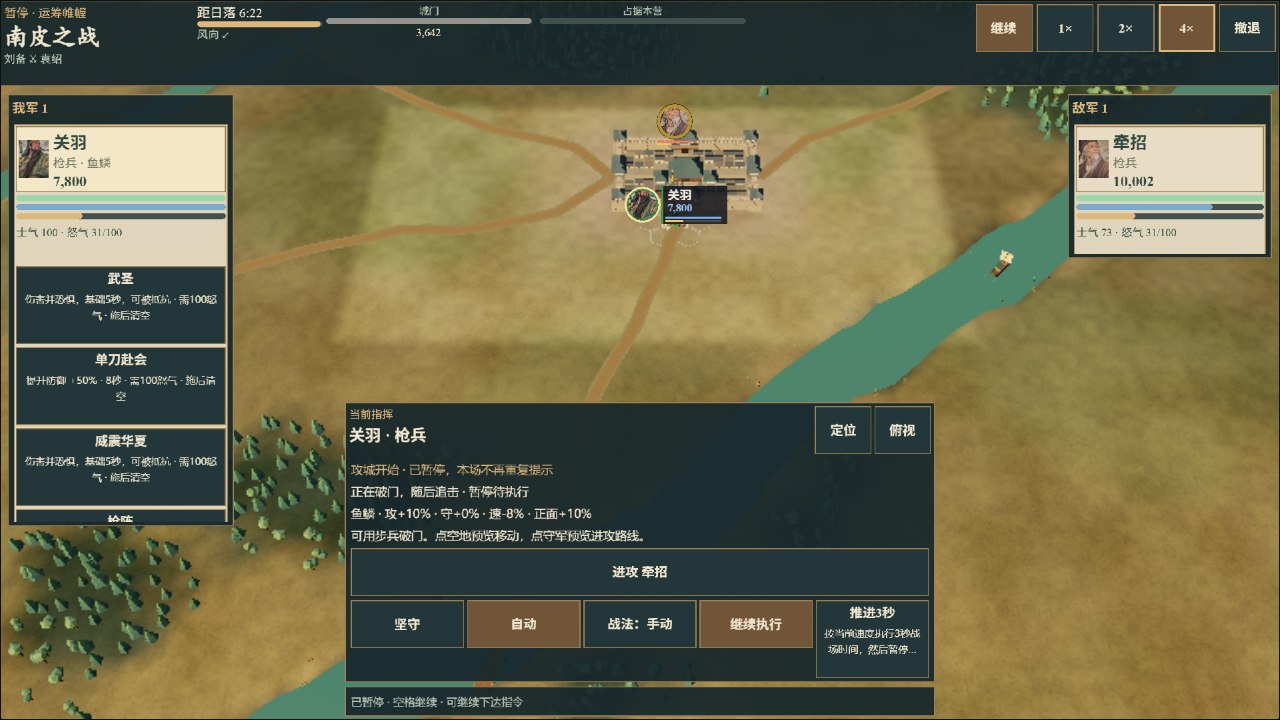 暂停 · 运筹帷幄
南皮之战
刘备 ⚔ 袁绍
距日落 6:22
风向 ↙
城门
3,642
占据本营
继续
1×
2×
4×
撤退
我军 1
关羽
枪兵 · 鱼鳞
7,800
士气 100 · 怒气 31/100
武圣
伤害并恐惧，基础5秒，可被抵抗 · 需100怒
气 · 施后清空
单刀赴会
提升防御 +50% · 8秒 · 需100怒气 · 施后清
空
威震华夏
伤害并恐惧，基础5秒，可被抵抗 · 需100怒
气 · 施后清空
枪阵
关羽
7,800
敌军 1
牵招
枪兵
10,002
士气 73 · 怒气 31/100
当前指挥
关羽 · 枪兵
定位
俯视
攻城开始 · 已暂停，本场不再重复提示
正在破门，随后追击 · 暂停待执行
鱼鳞 · 攻+10% · 守+0% · 速-8% · 正面+10%
可用步兵破门。点空地预览移动，点守军预览进攻路线。
进攻 牵招
坚守
自动
战法：手动
继续执行
推进3秒
按当前速度执行3秒战
场时间，然后暂停...
已暂停 · 空格继续 · 可继续下达指令